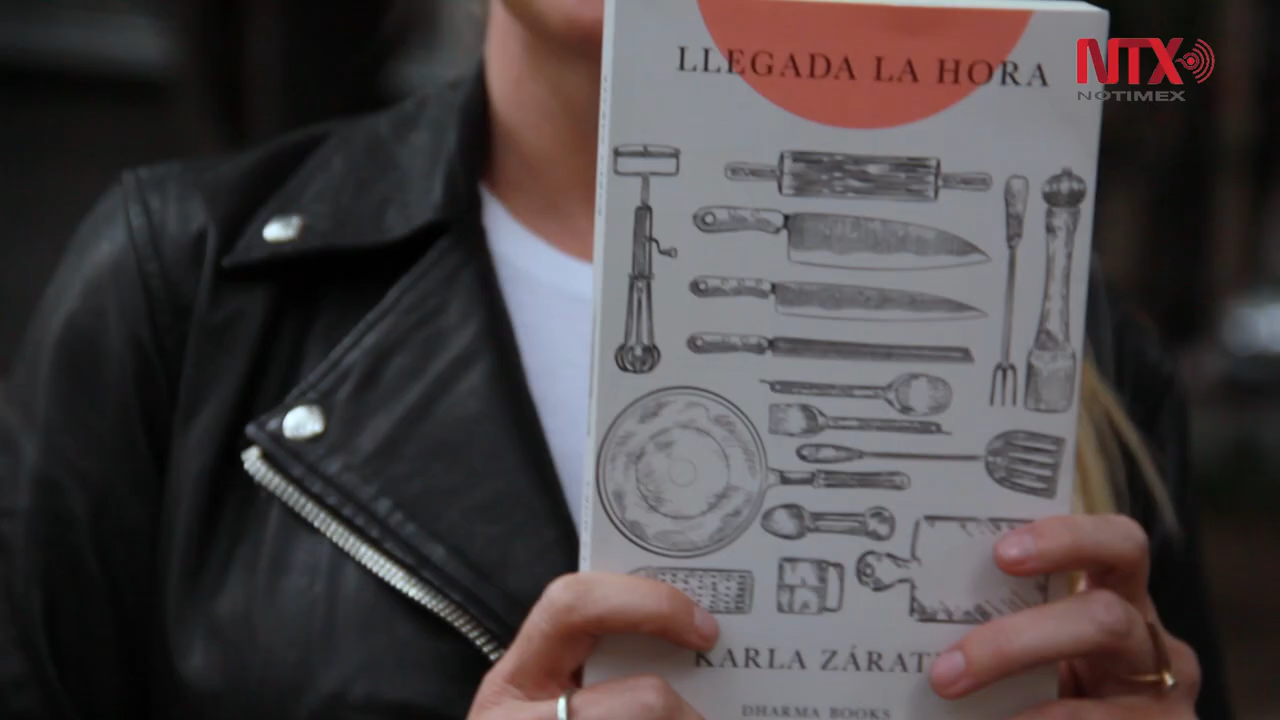 LLEGADA LA HORA
NTX
NOTIMEX
KARLA ZÁRAT
DHARMA BOOKS